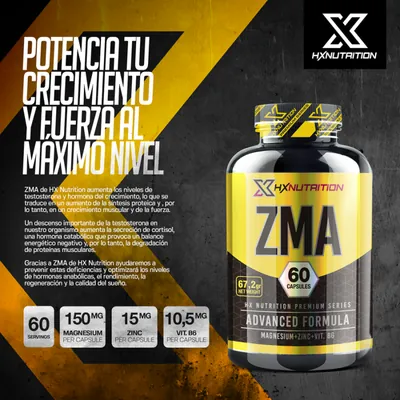 HXNUTRITION
POTENCIA TU
CRECIMIENTO
Y FUERZA AL
MAXIMO NIVEL
ZMA de HX Nutrition aumenta los niveles de
testosterona y hormona del crecimiento, lo que se
traduce en un aumento de la síntesis proteica y, por
lo tanto, en un crecimiento muscular y de la fuerza.
Un descenso importante de la testosterona en
nuestro organismo aumenta la secreción de cortisol,
una hormona catabólica que provoca un balance
energético negativo y, por lo tanto, la degradación
de proteínas musculares.
Gracias a ZMA de HX Nutrition ayudaremos a
prevenir estas deficiencias y optimizará los niveles
de hormonas anabólicas, el rendimiento, la
regeneración y la calidad del sueño.
60
SERVINGS
150MG
MAGNESIUM
PER CAPSULE
15MG
ZINC
PER CAPSULE
10,5MG
VIT. B6
PER CAPSULE
HXNUTRITION
HXNUTRITION
ZMA
67,2gr
NET WEIGHT
60
CAPSULES
HX NUTRITION PREMIUM SERIES
ADVANCED FORMULA
MAGNESIUM+ZINC+VIT. B6